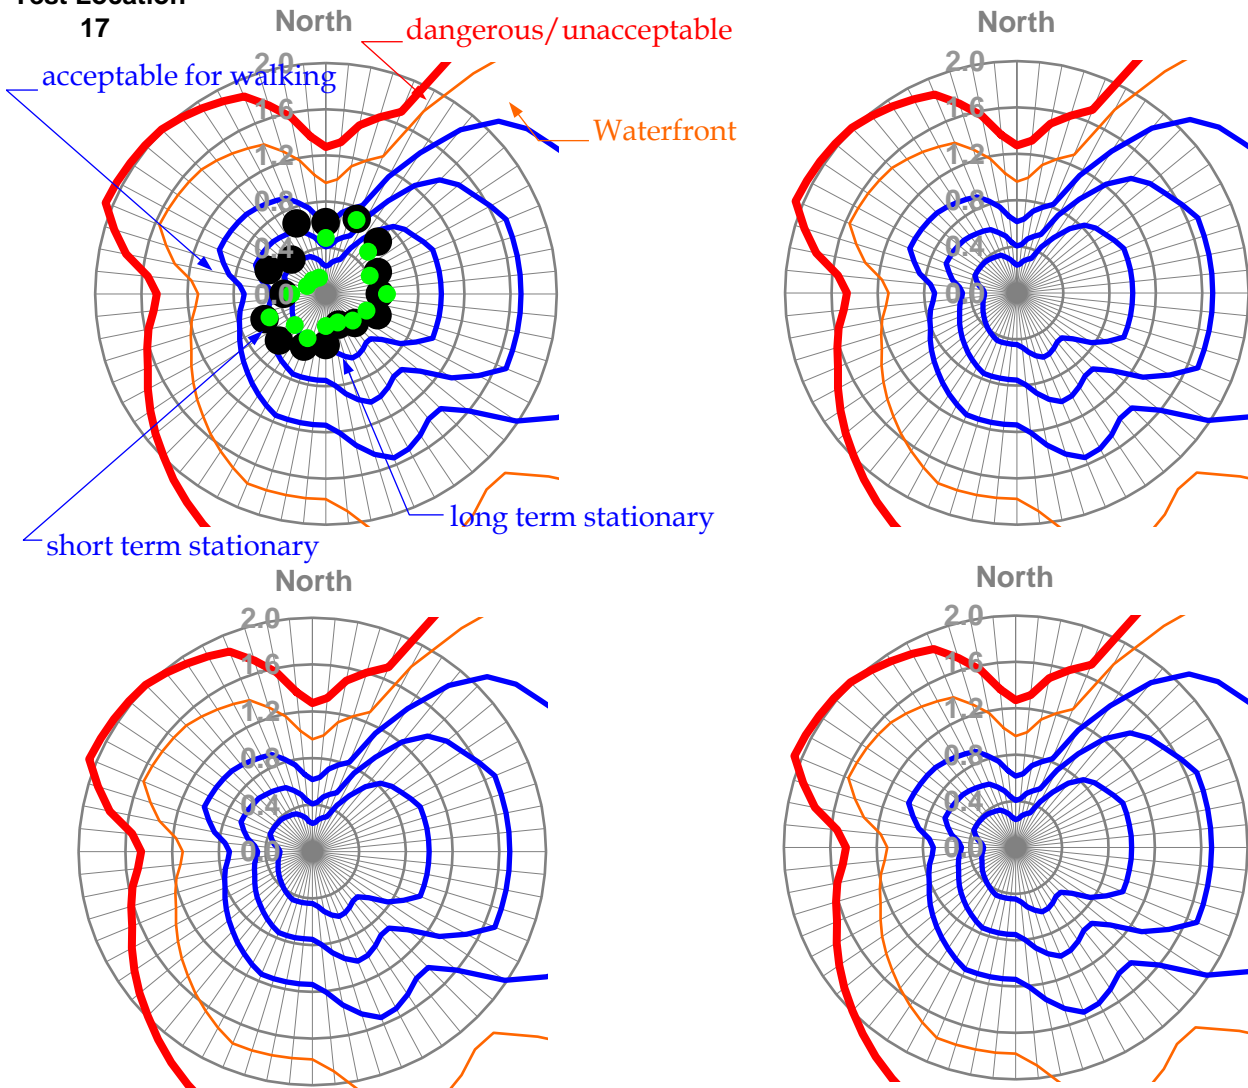 Test Location
17
North
dangerous/unacceptable
2.0
acceptable for walking
1.6
Waterfront
1.2
0.8
0.4
0.0
long term stationary
short term stationary
North
2.0
1.6
1.2
0.8
0.4
0.0
North
2.0
1.6
1.2
0.8
0.4
0.0
North
2.0
1.6
1.2
0.8
0.4
0.0